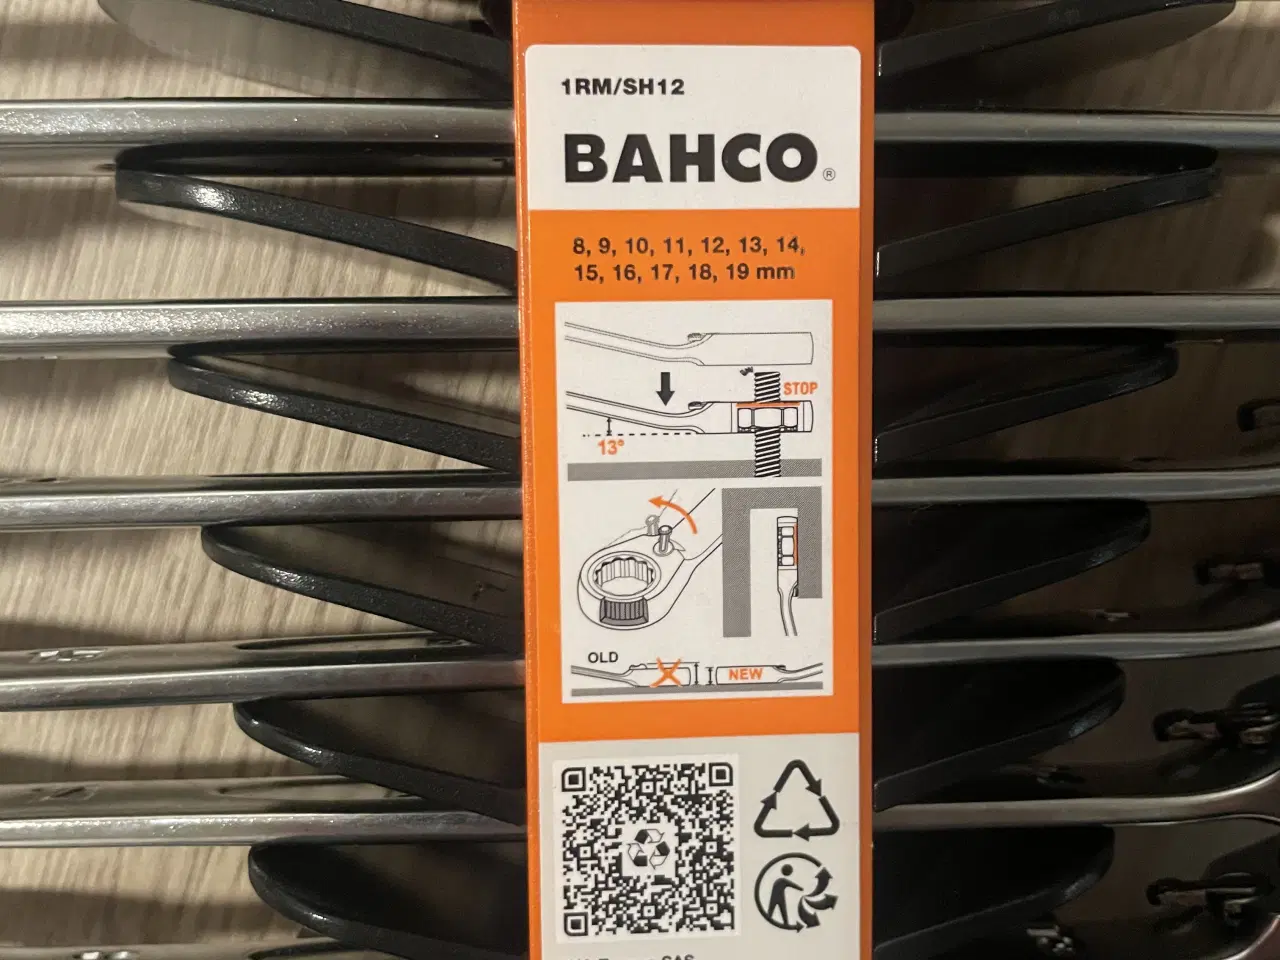 1RM/SH12
BAHCO®
8, 9, 10, 11, 12, 13, 14,
15, 16, 17, 18, 19 mm
STOP
13°
OLD
NEW